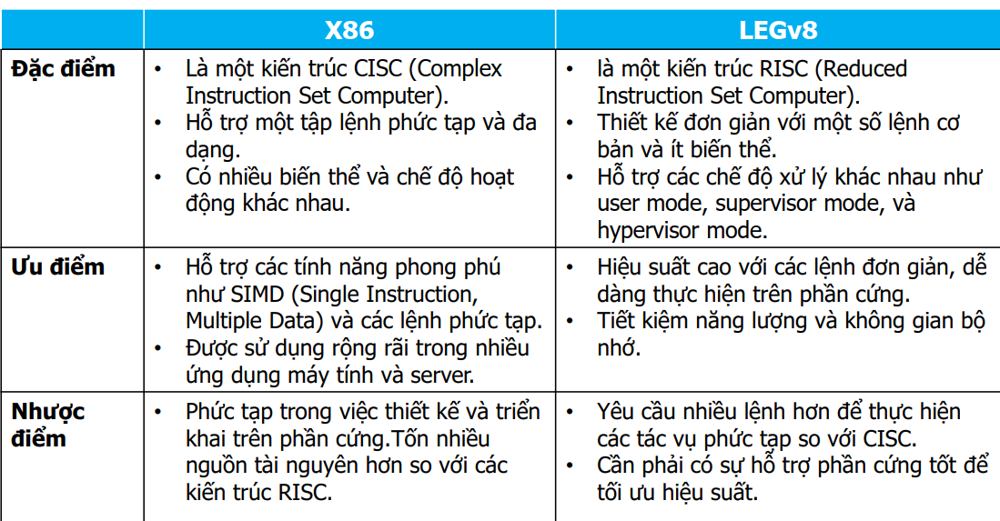 X86
LEGv8
Đặc điểm
• Là một kiến trúc CISC (Complex
Instruction Set Computer).
• Hỗ trợ một tập lệnh phức tạp và đa
dạng.
• Có nhiều biến thể và chế độ hoạt
động khác nhau.
• là một kiến trúc RISC (Reduced
Instruction Set Computer).
• Thiết kế đơn giản với một số lệnh cơ
bản và ít biến thể.
• Hỗ trợ các chế độ xử lý khác nhau như
user mode, supervisor mode, và
hypervisor mode.
Ưu điểm
• Hỗ trợ các tính năng phong phú
như SIMD (Single Instruction,
Multiple Data) và các lệnh phức tạp.
• Được sử dụng rộng rãi trong nhiều
ứng dụng máy tính và server.
• Hiệu suất cao với các lệnh đơn giản, dễ
dàng thực hiện trên phần cứng.
• Tiết kiệm năng lượng và không gian bộ
nhớ.
Nhược
điểm
• Phức tạp trong việc thiết kế và triển
khai trên phần cứng.Tốn nhiều
nguồn tài nguyên hơn so với các
kiến trúc RISC.
• Yêu cầu nhiều lệnh hơn để thực hiện
các tác vụ phức tạp so với CISC.
• Cần phải có sự hỗ trợ phần cứng tốt để
tối ưu hiệu suất.